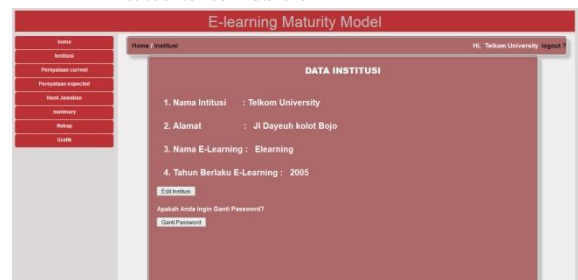 E-learning Maturity Model
home
Institusi
Pernyataan current
Pernyataan expected
Hasil Jawaban
summary
Rekap
Grafik
Home / Institusi
Hi, Telkom University logout ?
DATA INSTITUSI
1. Nama Intitusi : Telkom University
2. Alamat : Jl Dayeuh kolot Bojo
3. Nama E-Learning : Elearning
4. Tahun Berlaku E-Learning : 2005
Edit Institusi
Apakah Anda ingin Ganti Password?
Ganti Password